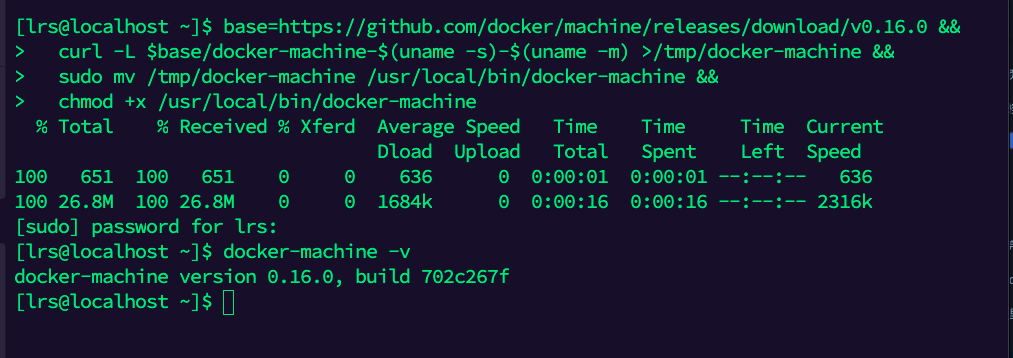 [lrs@localhost ~]$ base=https://github.com/docker/machine/releases/download/v0.16.0 &&
>   curl -L $base/docker-machine-$(uname -s)-$(uname -m) >/tmp/docker-machine &&
>   sudo mv /tmp/docker-machine /usr/local/bin/docker-machine &&
>   chmod +x /usr/local/bin/docker-machine
  % Total    % Received % Xferd  Average Speed   Time    Time     Time  Current
                                 Dload  Upload   Total   Spent    Left  Speed
100   651  100   651    0     0    636      0  0:00:01  0:00:01 --:--:--   636
100 26.8M  100 26.8M    0     0  1684k      0  0:00:16  0:00:16 --:--:-- 2316k
[sudo] password for lrs:
[lrs@localhost ~]$ docker-machine -v
docker-machine version 0.16.0, build 702c267f
[lrs@localhost ~]$